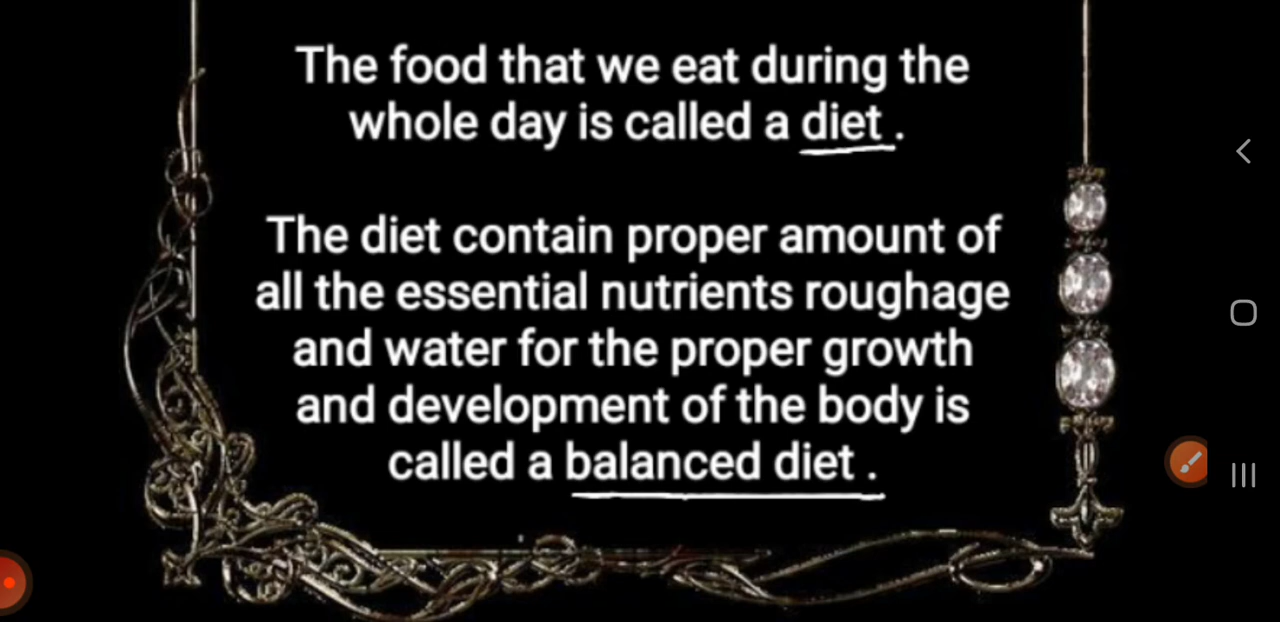 The food that we eat during the
whole day is called a diet .
The diet contain proper amount of
all the essential nutrients roughage
and water for the proper growth
and development of the body is
called a balanced diet .